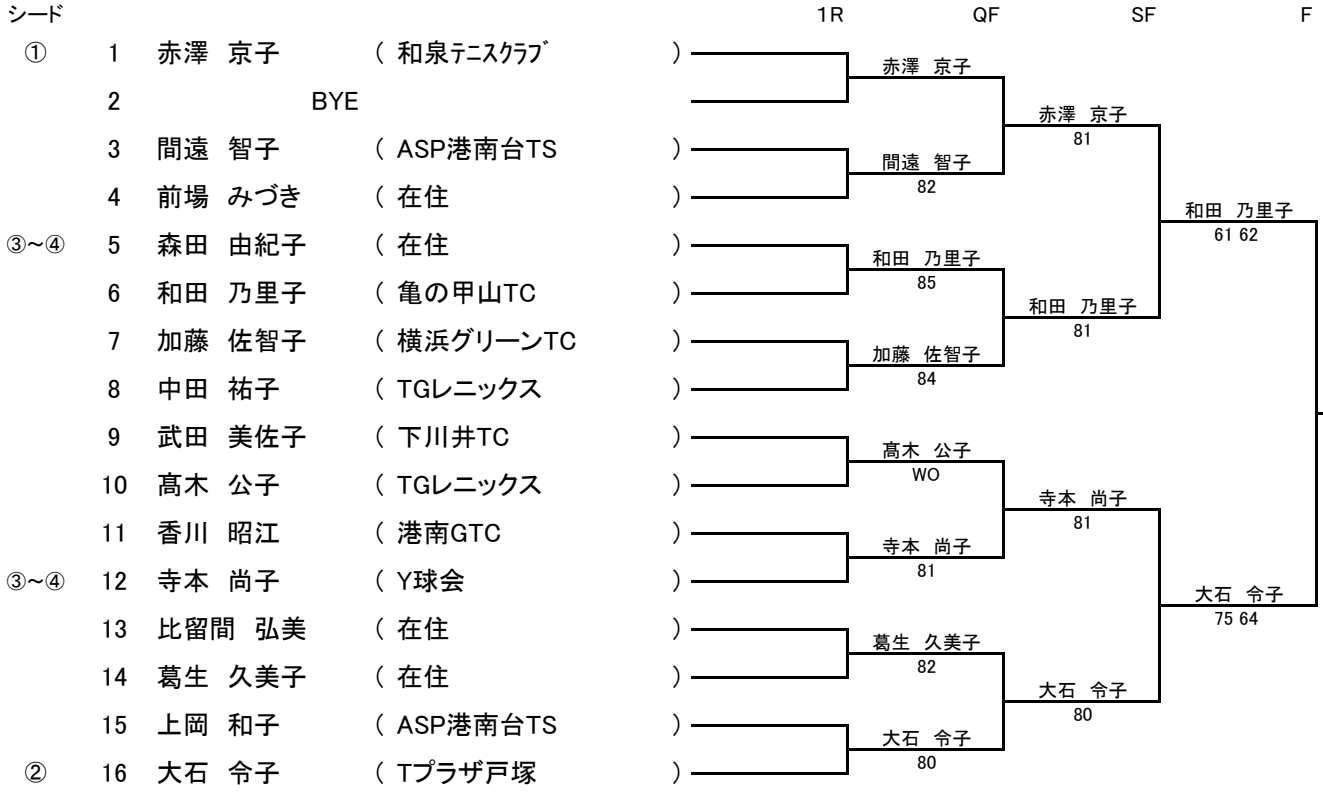 シード 1R QF SF F
① 1 赤澤 京子 ( 和泉ﾃﾆｽｸﾗﾌﾞ )
赤澤 京子
2 BYE
赤澤 京子
81
3 間遠 智子 ( ASP港南台TS )
間遠 智子
82
4 前場 みづき ( 在住 )
和田 乃里子
61 62
③～④ 5 森田 由紀子 ( 在住 )
和田 乃里子
85
6 和田 乃里子 ( 亀の甲山TC )
和田 乃里子
81
7 加藤 佐智子 ( 横浜グリーンTC )
加藤 佐智子
84
8 中田 祐子 ( TGレニックス )
9 武田 美佐子 ( 下川井TC )
髙木 公子
WO
10 髙木 公子 ( TGレニックス )
寺本 尚子
81
11 香川 昭江 ( 港南GTC )
寺本 尚子
81
③～④ 12 寺本 尚子 ( Y球会 )
大石 令子
75 64
13 比留間 弘美 ( 在住 )
葛生 久美子
82
14 葛生 久美子 ( 在住 )
大石 令子
80
15 上岡 和子 ( ASP港南台TS )
大石 令子
80
② 16 大石 令子 ( Tプラザ戸塚 )